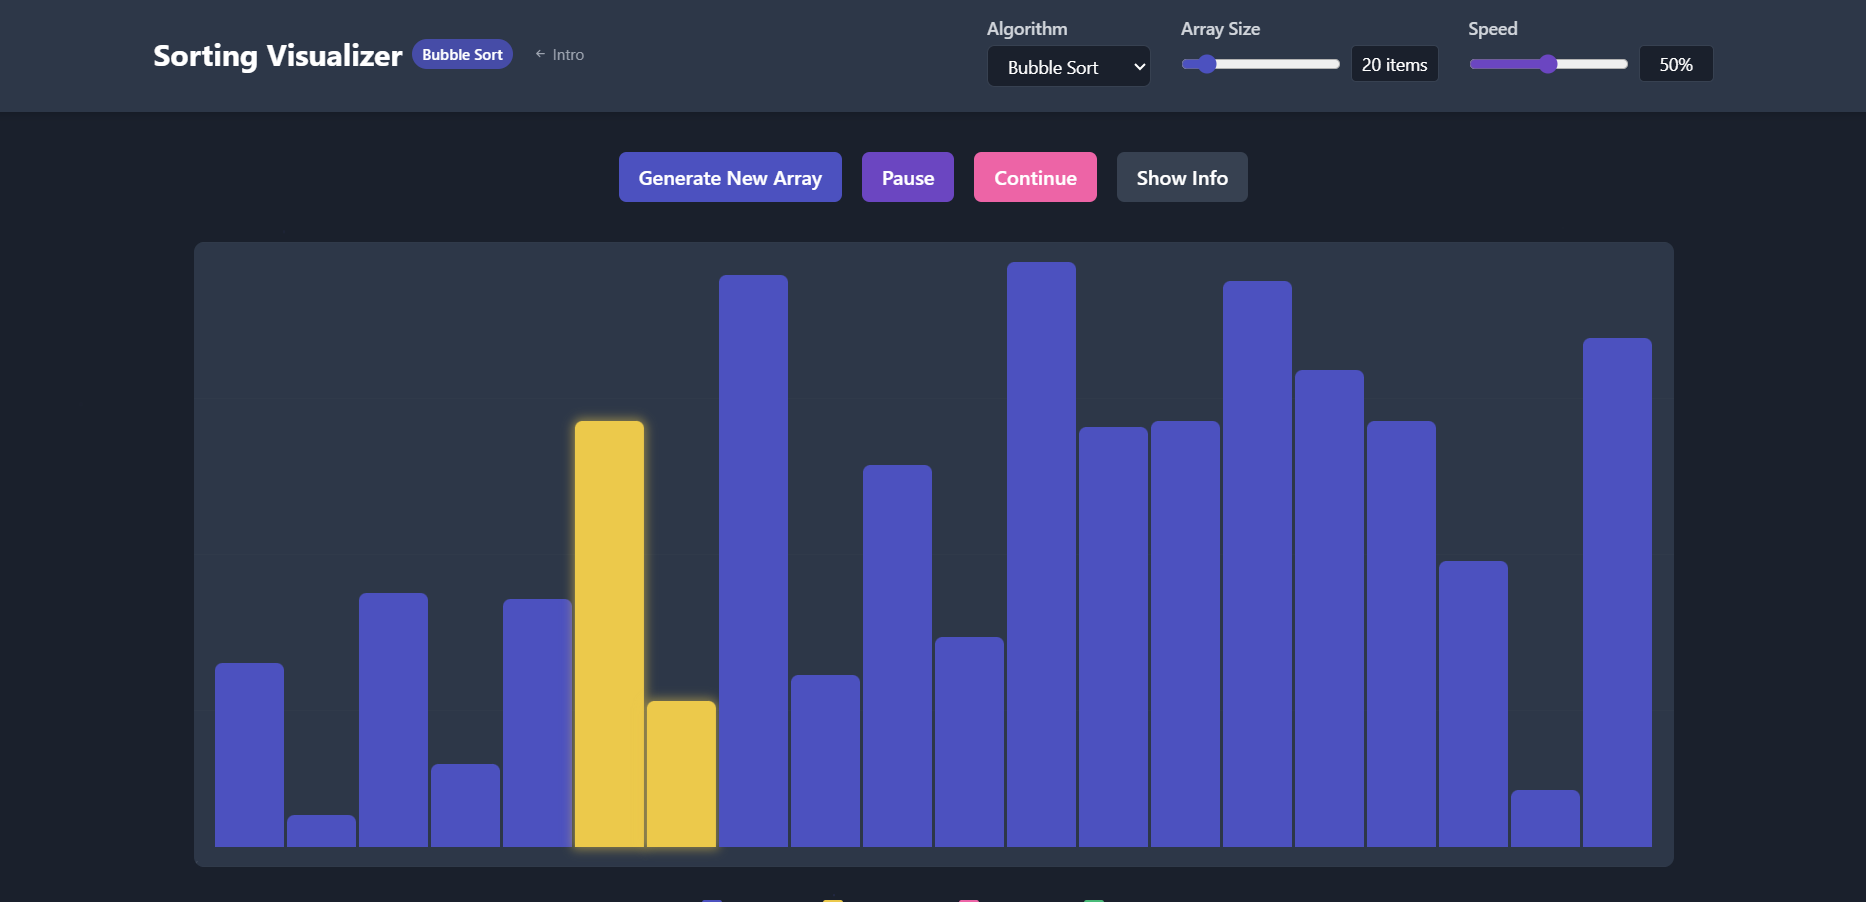 Sorting Visualizer
Bubble Sort
← Intro
Algorithm
Bubble Sort
Array Size
20 items
Speed
50%
Generate New Array
Pause
Continue
Show Info